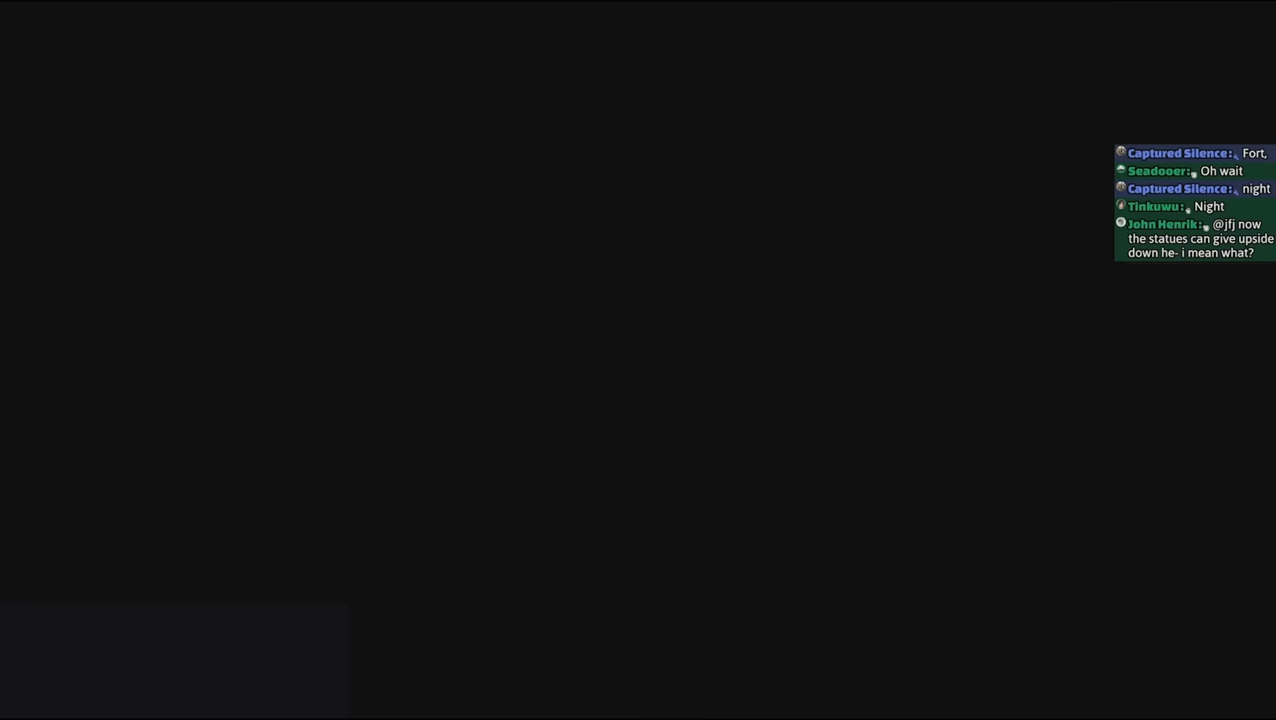 Captured Silence: Fort,
Seadooer: Oh wait
Captured Silence: night
Tinkuwu: Night
John Henrik: @jfj now
the statues can give upside
down he- i mean what?